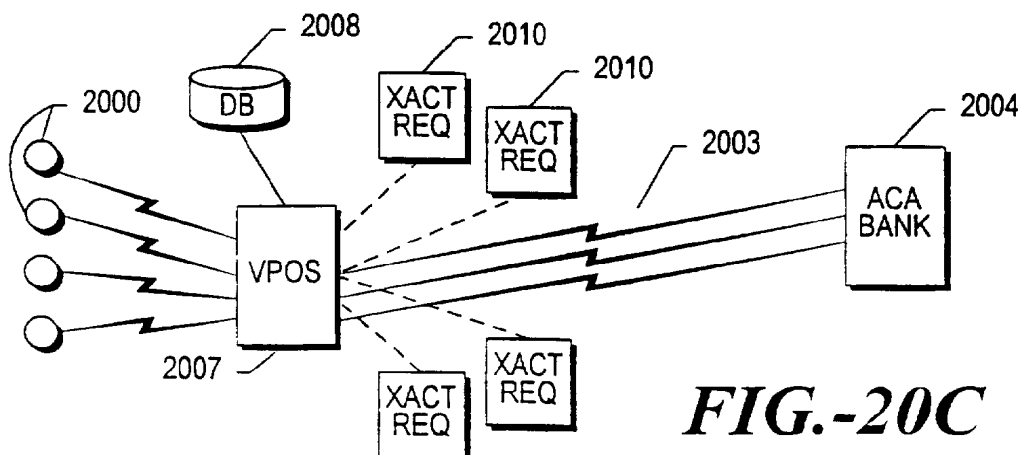 2008
2010
2010
2000
DB
XACT
REQ
XACT
REQ
2003
2004
ACA
BANK
VPOS
2007
XACT
REQ
XACT
REQ
FIG.-20C